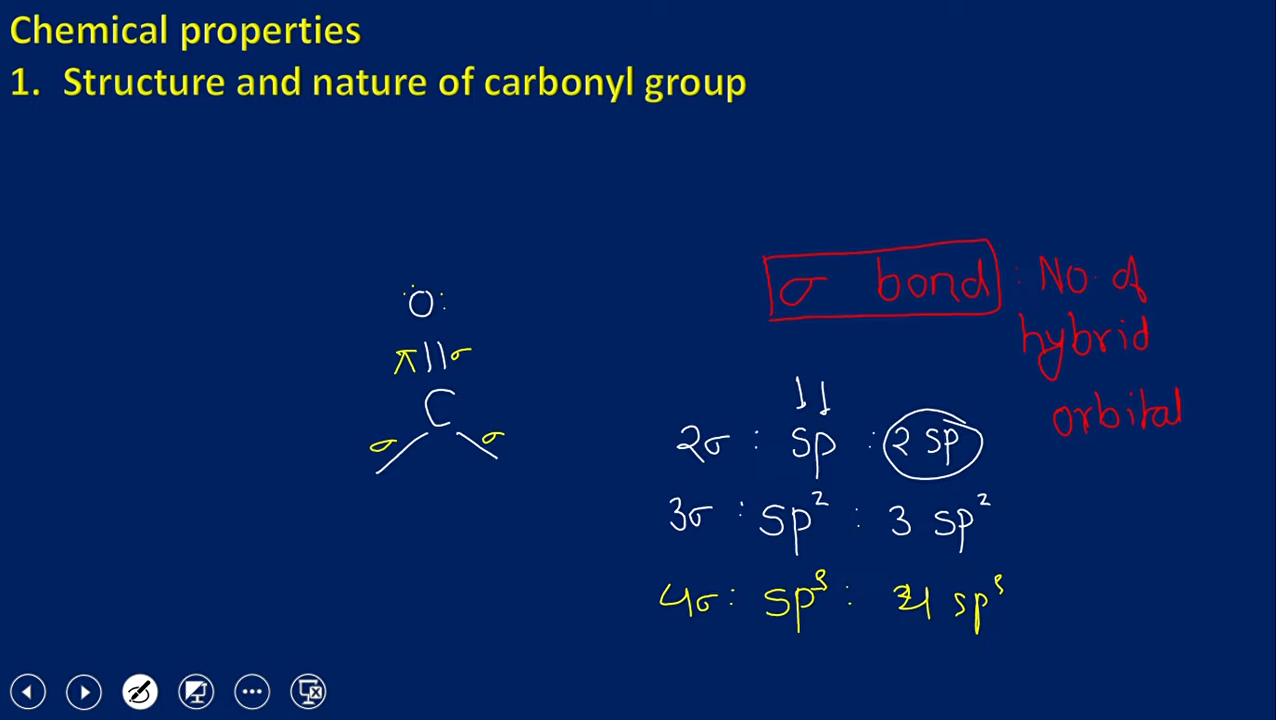 Chemical properties
1. Structure and nature of carbonyl group
σ bond : No. of
hybrid
orbital
:O:
π || σ
C
σ σ
2σ : sp : 2 sp
3σ : sp² : 3 sp²
4σ : sp³ : 4 sp³